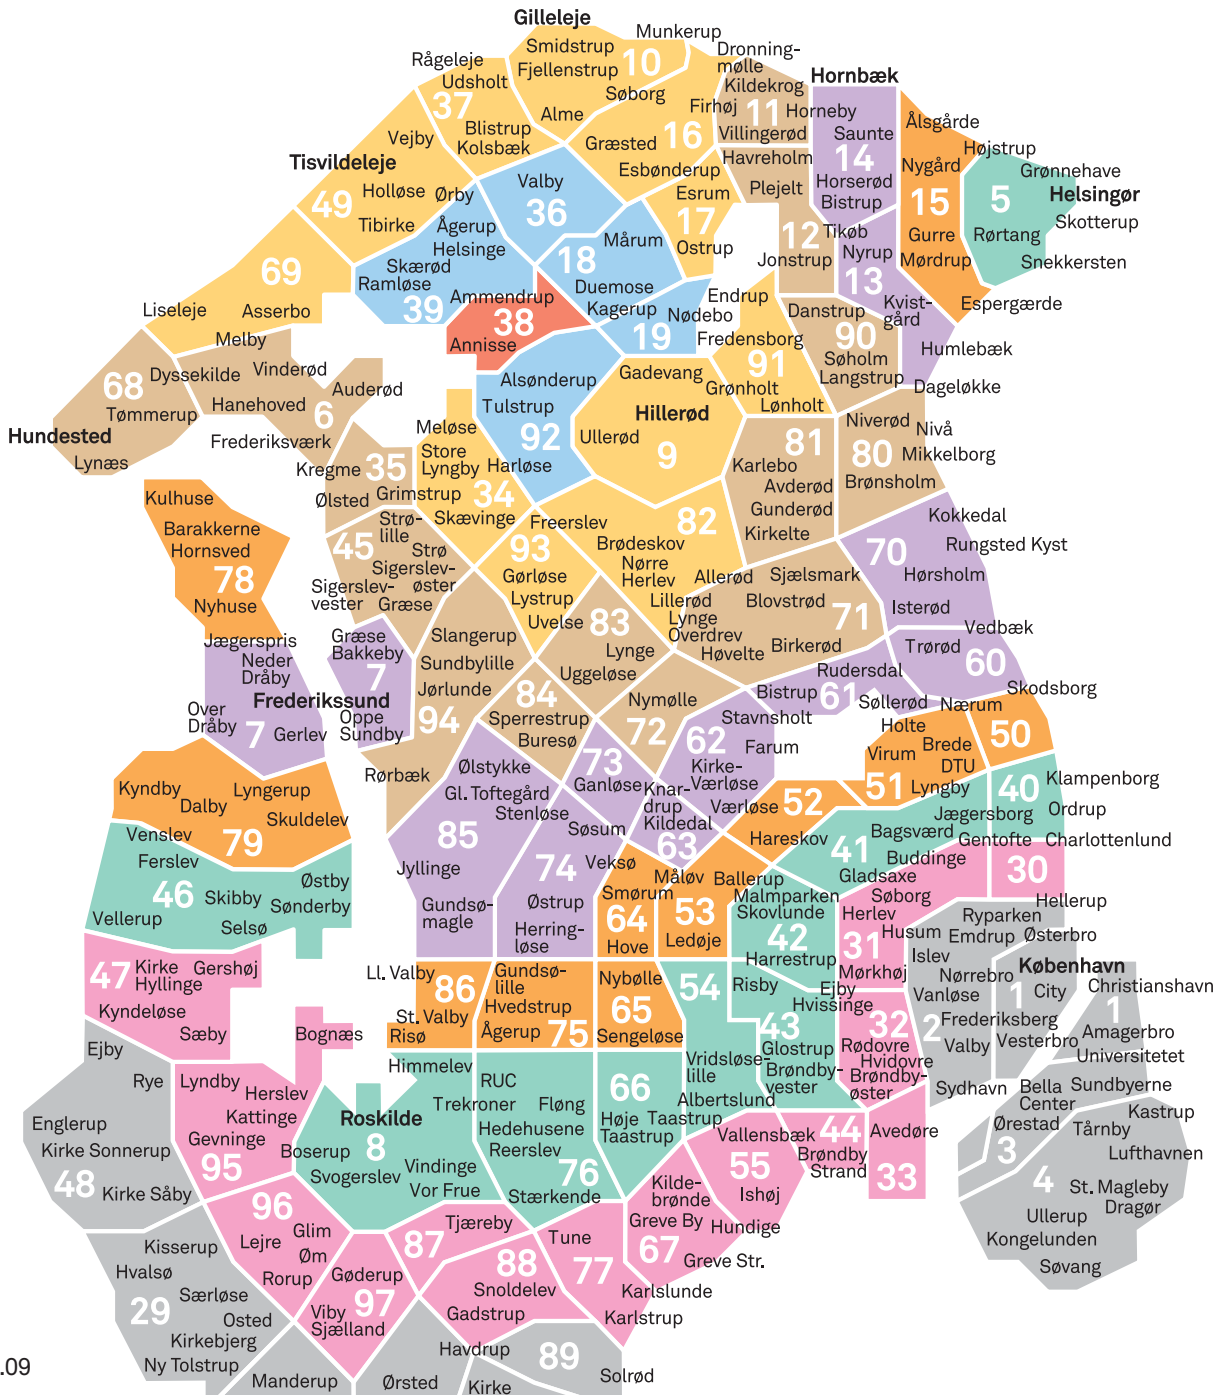 Gilleleje
Munkerup
Smidstrup
Dronning-
mølle
Rågeleje
Fjellenstrup
10
Udsholt
Kildekrog
Hornbæk
37
Søborg
Firhøj
11
Horneby
Alme
Ålsgårde
Blistrup
Kolsbæk
Villingerød
Saunte
Vejby
Græsted
16
Højstrup
14
Tisvildeleje
Havreholm
Nygård
Grønnehave
Esbønderup
Valby
Horserød
Bistrup
Holløse
Ørby
Esrum
Plejelt
5
Helsingør
49
36
15
17
Skotterup
Tibirke
Ågerup
Helsinge
Mårum
Ostrup
12
Tikøb
Gurre
Rørtang
Nyrup
18
Jonstrup
Mørdrup
Snekkersten
Skærød
Ramløse
13
69
Duemose
Kagerup
Endrup
Liseleje
Asserbo
39
Ammendrup
Nødebo
Danstrup
Kvist-
gård
Espergærde
38
19
Melby
Annisse
Fredensborg
90
Humlebæk
Vinderød
Dyssekilde
91
Søholm
Langstrup
68
Auderød
Alsønderup
Gadevang
Grønholt
Dageløkke
Tømmerup
Hanehoved
6
Tulstrup
Hillerød
Lønholt
Hundested
Frederiksværk
Meløse
92
Ullerød
9
81
Niverød
Nivå
Lynæs
Store
Lyngby
Harløse
Karlebo
80
Mikkelborg
Kregme
35
Brønsholm
Kulhuse
Ølsted
Grimstrup
34
Avderød
Gunderød
Kokkedal
Skævinge
Freerslev
82
Kirkelte
Barakkerne
Hornsved
Strø-
lille
45
Strø
93
Brødeskov
70
Rungsted Kyst
Sigerslev-
øster
Nørre
Herlev
Allerød
Sjælsmark
78
Gørløse
Hørsholm
Sigerslev-
vester
Græse
Lystrup
Lillerød
Blovstrød
Nyhuse
Uvelse
83
Lynge
Overdrev
71
Isterød
Jægerspris
Græse
Bakkeby
Slangerup
Birkerød
Vedbæk
Neder
Dråby
Sundbylille
Lynge
Høvelte
Trørød
60
7
Uggeløse
Rudersdal
Frederikssund
Jørlunde
84
Nymølle
Bistrup
61
Søllerød
Skodsborg
Over
Dråby
7
Gerlev
Oppe
Sundby
94
Sperrestrup
72
Stavnsholt
Nærum
Holte
50
Buresø
62
Farum
Brede
DTU
Rørbæk
Ølstykke
73
Kirke-
Værløse
Virum
Klampenborg
Kyndby
Lyngerup
Gl. Toftegård
Ganløse
Knar-
drup
51
Lyngby
40
Dalby
Stenløse
Værløse
52
Ordrup
Skuldelev
85
Søsum
Kildedal
Jægersborg
Venslev
79
63
Hareskov
Bagsværd
Gentofte
Charlottenlund
Ferslev
Jyllinge
74
Veksø
41
Buddinge
46
Skibby
Østby
Måløv
Ballerup
Gladsaxe
30
Smørum
Malmparken
Skovlunde
Søborg
Hellerup
Vellerup
Sønderby
Gundsø-
magle
Østrup
64
53
Herlev
Ryparken
Emdrup
Selsø
Herring-
løse
Hove
Ledøje
42
31
Husum
Østerbro
Harrestrup
Islev
47
Kirke
Hyllinge
Gershøj
Ll. Valby
Gundsø-
lille
Nybølle
54
Risby
Mørkhøj
Nørrebro
København
Christianshavn
86
Hvedstrup
65
Ejby
Hvissinge
Vanløse
1
City
1
Kyndeløse
Sæby
Bognæs
St. Valby
Risø
Ågerup
75
Sengeløse
43
32
2
Frederiksberg
Amagerbro
Ejby
Glostrup
Rødovre
Valby
Vesterbro
Universitetet
Himmelev
Vridsløse-
lille
Hvidovre
Rye
Lyndby
RUC
66
Brøndby-
vester
Brøndby-
øster
Sydhavn
Bella
Center
Sundbyerne
Herslev
Trekroner
Fløng
Høje
Taastrup
Taastrup
Albertslund
Kastrup
Kattinge
Roskilde
8
Ørestad
Tårnby
Englerup
Gevninge
Hedehusene
Vallensbæk
44
Avedøre
3
Lufthavnen
Kirke Sonnerup
Boserup
Reerslev
Brøndby
Strand
95
Vindinge
76
55
33
4
48
Svogerslev
Kirke Såby
Vor Frue
Stærkende
Kilde-
brønde
Ishøj
St. Magleby
Dragør
96
Tjæreby
Greve By
Hundige
Ullerup
Glim
Kisserup
Lejre
Øm
87
Tune
67
Kongelunden
Hvalsø
Rorup
Gøderup
88
77
Greve Str.
Søvang
Særløse
Snoldelev
Karlslunde
29
Osted
Viby
Sjælland
97
Gadstrup
Karlstrup
Kirkebjerg
Havdrup
89
Ny Tolstrup
.09
Manderup
Ørsted
Kirke
Solrød